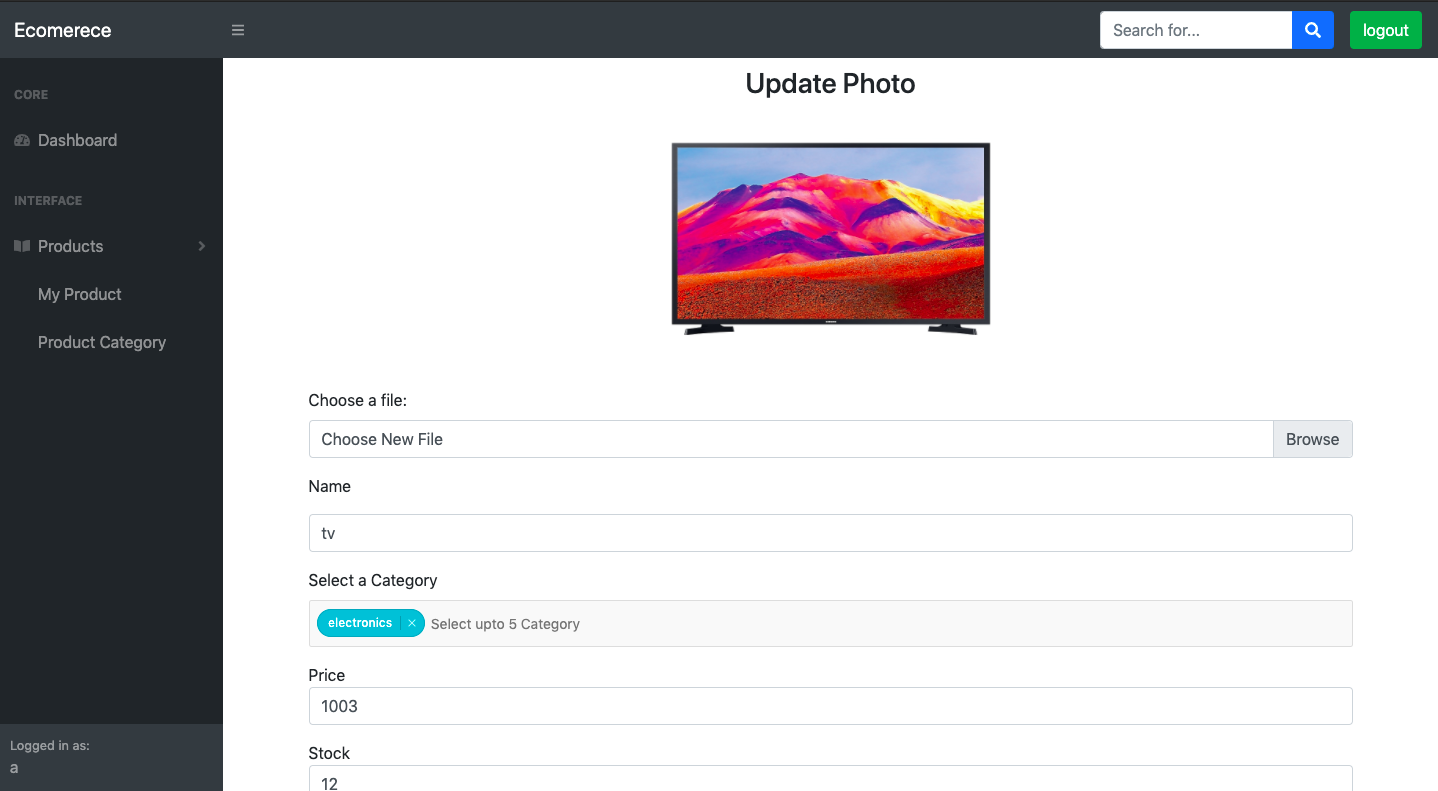 Ecomerece
Search for...
logout
CORE
Dashboard
INTERFACE
Products
My Product
Product Category
Logged in as:
a
Update Photo
Choose a file:
Choose New File
Browse
Name
tv
Select a Category
electronics
Select upto 5 Category
Price
1003
Stock
12